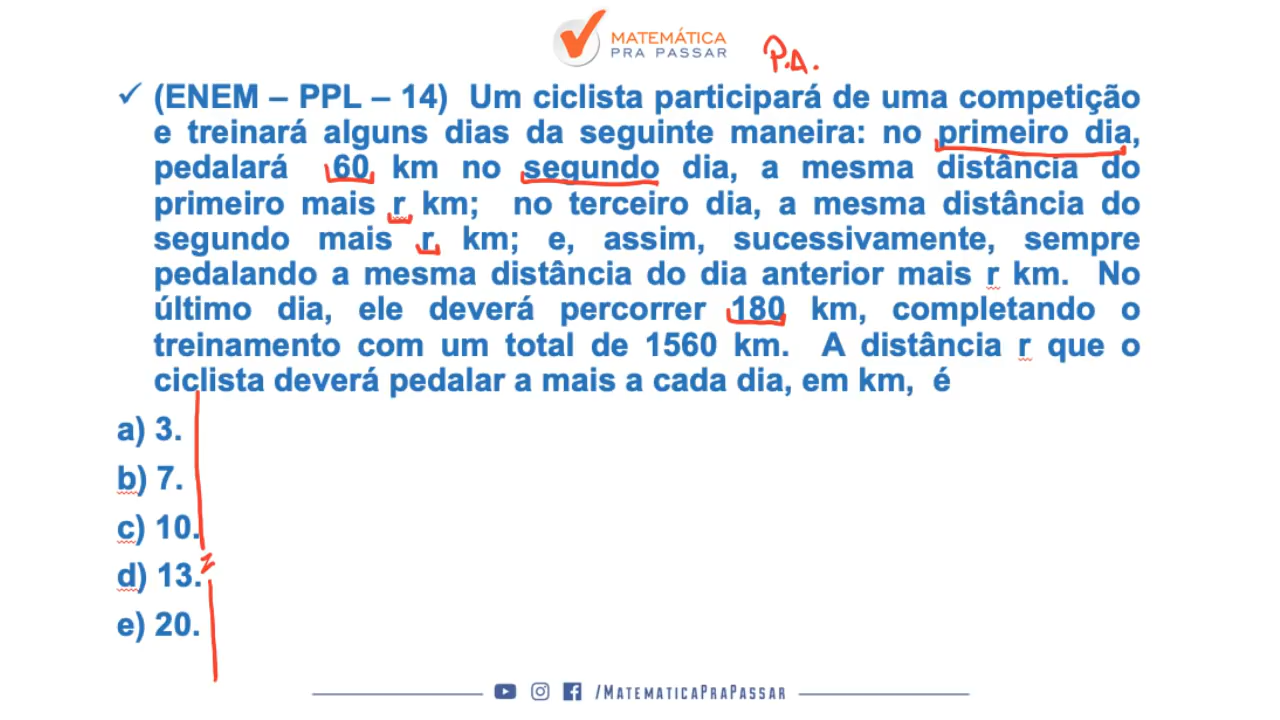 MATEMÁTICA
PRA PASSAR
P.A.
✓ (ENEM – PPL – 14) Um ciclista participará de uma competição
e treinará alguns dias da seguinte maneira: no primeiro dia,
pedalará 60 km no segundo dia, a mesma distância do
primeiro mais r km; no terceiro dia, a mesma distância do
segundo mais r km; e, assim, sucessivamente, sempre
pedalando a mesma distância do dia anterior mais r km. No
último dia, ele deverá percorrer 180 km, completando o
treinamento com um total de 1560 km. A distância r que o
ciclista deverá pedalar a mais a cada dia, em km, é
a) 3.
b) 7.
c) 10.
d) 13.
e) 20.
/MATEMATICAPRAPASSAR